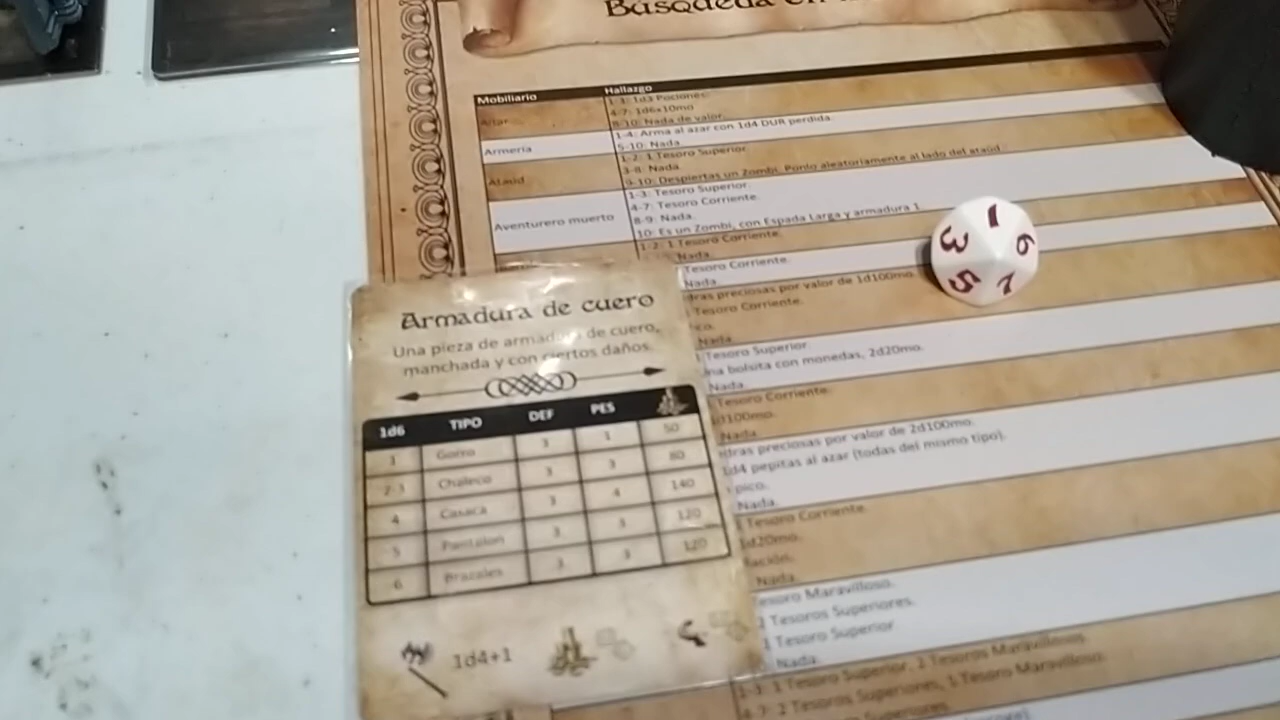 Búsqueda en
Mobiliario Hallazgo
Altar 1-3: 1d3 Pociones.
4-7: 1d6x10mo
8-10: Nada de valor.
Armería 1-4: Arma al azar con 1d4 DUR perdida.
5-10: Nada
Ataúd 1-2: 1 Tesoro Superior.
3-8: Nada.
9-10: Despiertas un Zombi. Ponlo aleatoriamente al lado del ataúd.
Aventurero muerto 1-3: Tesoro Superior.
4-7: Tesoro Corriente.
8-9: Nada.
10: Es un Zombi, con Espada Larga y armadura 1.
1-2: 1 Tesoro Corriente.
Nada.
Tesoro Corriente.
Nada
preciosas por valor de 1d100mo.
Tesoro Corriente.
Nada
Tesoro Superior
bolsita con monedas, 2d20mo.
Nada.
Tesoro Corriente.
1d100mo.
Nada
preciosas por valor de 2d100mo.
1d4 pepitas al azar (todas del mismo tipo).
pico.
Nada.
1 Tesoro Corriente.
1d20mo.
Nada
Tesoro Maravilloso.
2 Tesoros Superiores.
1 Tesoro Superior
Nada
1-3: 1 Tesoro Superior, 2 Tesoros Maravillosos
4-7: 2 Tesoros Superiores, 1 Tesoro Maravilloso.
Armadura de cuero
Una pieza de armadura de cuero,
manchada y con ciertos daños.
1d6 TIPO DEF PES
1 Gorro 3 1 50
2-3 Chaleco 3 3 80
4 Casaca 3 4 140
5 Pantalón 3 3 120
6 Brazales 3 3 120
1d4+1
1
3
6
5
7